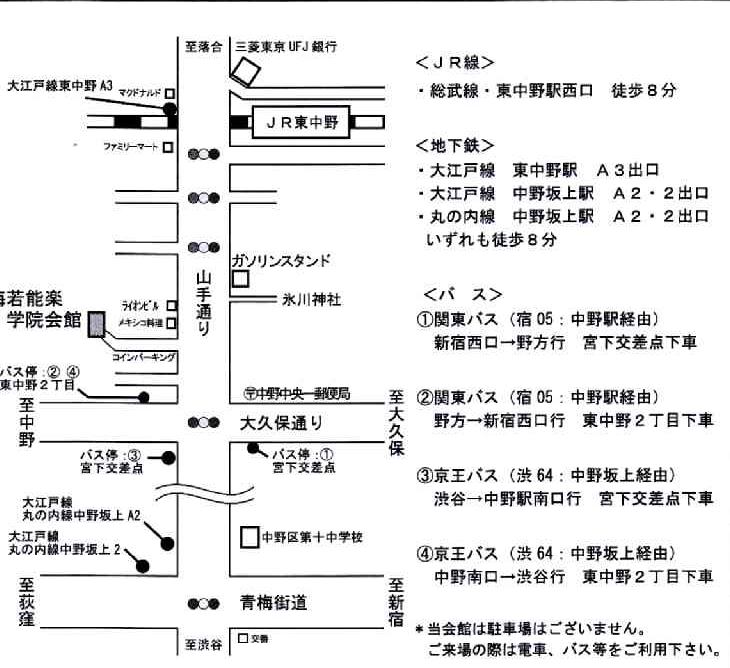 至落合
三菱東京UFJ銀行
大江戸線東中野A3
マクドナルド
JR東中野
ファミリーマート
ガソリンスタンド
山手通り
氷川神社
ライオンビル
メキシコ料理
若能楽
学院会館
コインパーキング
バス停:② ④
東中野2丁目
〒中野中央郵便局
至中野
大久保通り
至大久保
バス停:③
宮下交差点
バス停:①
宮下交差点
大江戸線
丸の内線中野坂上A2
大江戸線
丸の内線中野坂上2
中野区第十中学校
至荻窪
青梅街道
至新宿
至渋谷
交番
<JR線>
・総武線・東中野駅西口 徒歩8分
<地下鉄>
・大江戸線 東中野駅 A3出口
・大江戸線 中野坂上駅 A2・2出口
・丸の内線 中野坂上駅 A2・2出口
いずれも徒歩8分
<バ ス>
①関東バス(宿05:中野駅経由)
新宿西口→野方行 宮下交差点下車
②関東バス(宿05:中野駅経由)
野方→新宿西口行 東中野2丁目下車
③京王バス(渋64:中野坂上経由)
渋谷→中野駅南口行 宮下交差点下車
④京王バス(渋64:中野坂上経由)
中野南口→渋谷行 東中野2丁目下車
*当会館は駐車場はございません。
ご来場の際は電車、バス等をご利用下さい。